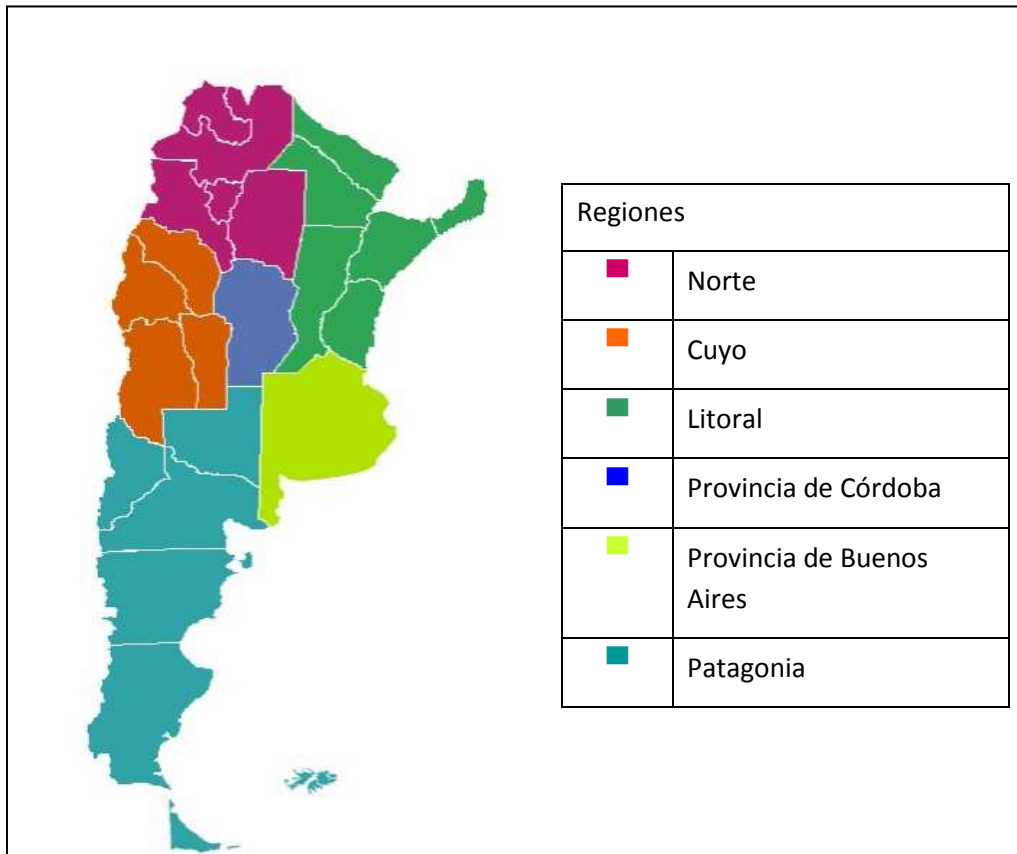 Regiones
Norte
Cuyo
Litoral
Provincia de Córdoba
Provincia de Buenos
Aires
Patagonia